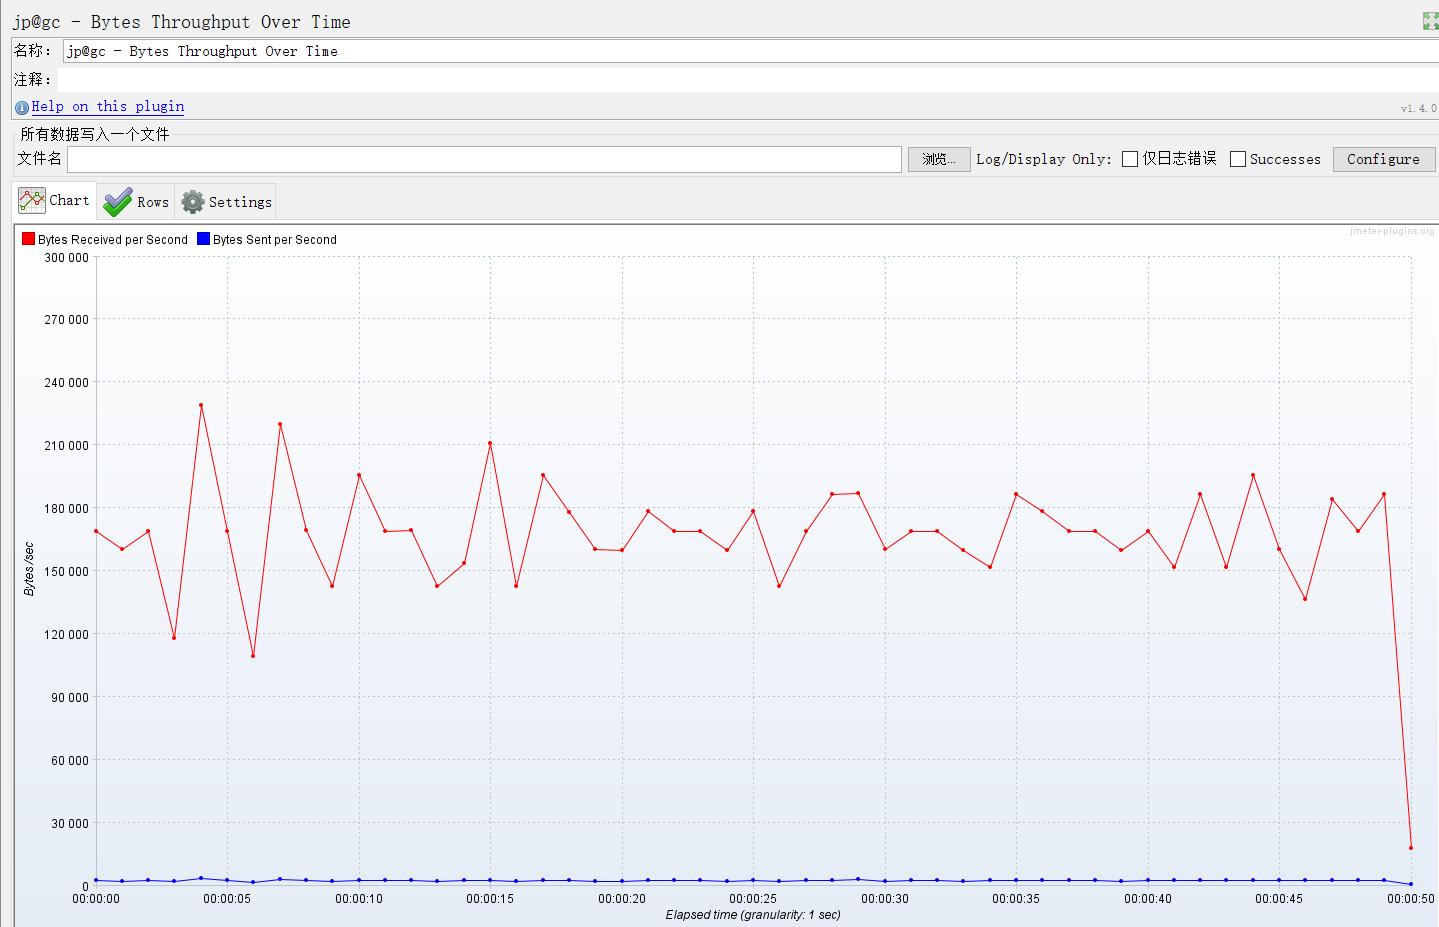 jp@gc - Bytes Throughput Over Time
名称： jp@gc - Bytes Throughput Over Time
注释：
Help on this plugin
v1.4.0
所有数据写入一个文件
文件名 浏览... Log/Display Only: 仅日志错误 Successes Configure
Chart Rows Settings
jmeter-plugins.org
Bytes Received per Second Bytes Sent per Second
300 000
270 000
240 000
210 000
180 000
150 000
120 000
90 000
60 000
30 000
0
Bytes /sec
00:00:00 00:00:05 00:00:10 00:00:15 00:00:20 00:00:25 00:00:30 00:00:35 00:00:40 00:00:45 00:00:50
Elapsed time (granularity: 1 sec)